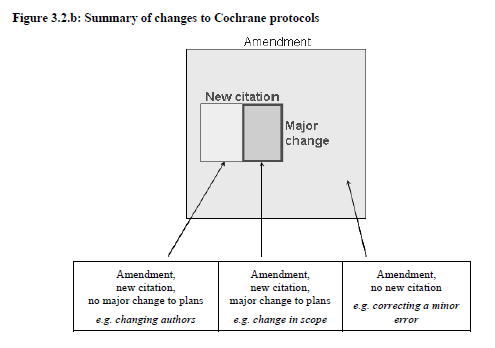 Figure 3.2.b: Summary of changes to Cochrane protocols
Amendment
New citation
Major
change
Amendment,
new citation,
no major change to plans
e.g. changing authors
Amendment,
new citation,
major change to plans
e.g. change in scope
Amendment,
no new citation
e.g. correcting a minor
error